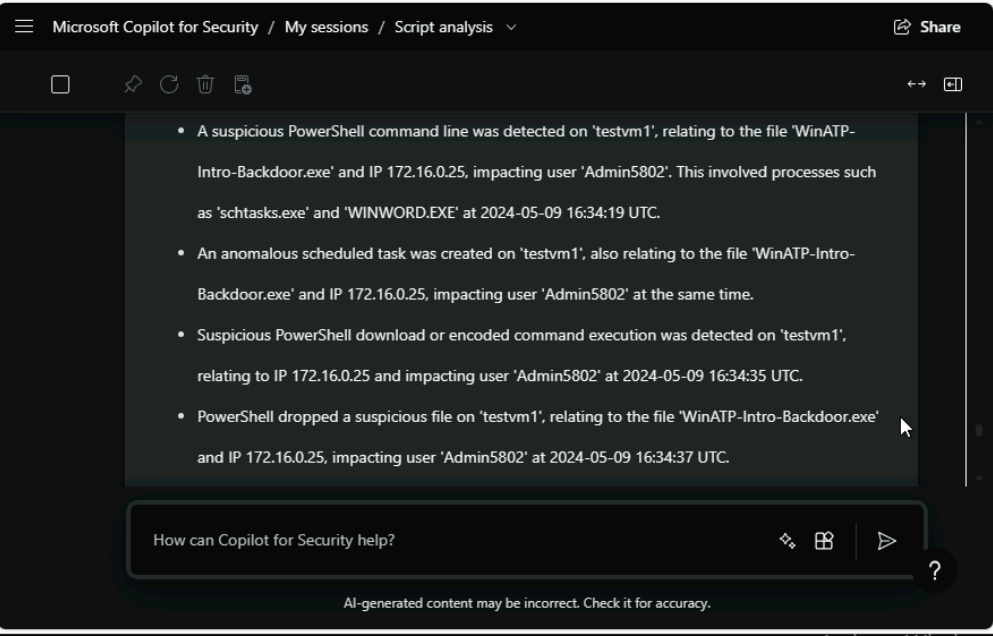 Microsoft Copilot for Security / My sessions / Script analysis
Share
• A suspicious PowerShell command line was detected on 'testvm1', relating to the file 'WinATP-
Intro-Backdoor.exe' and IP 172.16.0.25, impacting user 'Admin5802'. This involved processes such
as 'schtasks.exe' and 'WINWORD.EXE' at 2024-05-09 16:34:19 UTC.
• An anomalous scheduled task was created on 'testvm1', also relating to the file 'WinATP-Intro-
Backdoor.exe' and IP 172.16.0.25, impacting user 'Admin5802' at the same time.
• Suspicious PowerShell download or encoded command execution was detected on 'testvm1',
relating to IP 172.16.0.25 and impacting user 'Admin5802' at 2024-05-09 16:34:35 UTC.
• PowerShell dropped a suspicious file on 'testvm1', relating to the file 'WinATP-Intro-Backdoor.exe'
and IP 172.16.0.25, impacting user 'Admin5802' at 2024-05-09 16:34:37 UTC.
How can Copilot for Security help?
?
AI-generated content may be incorrect. Check it for accuracy.